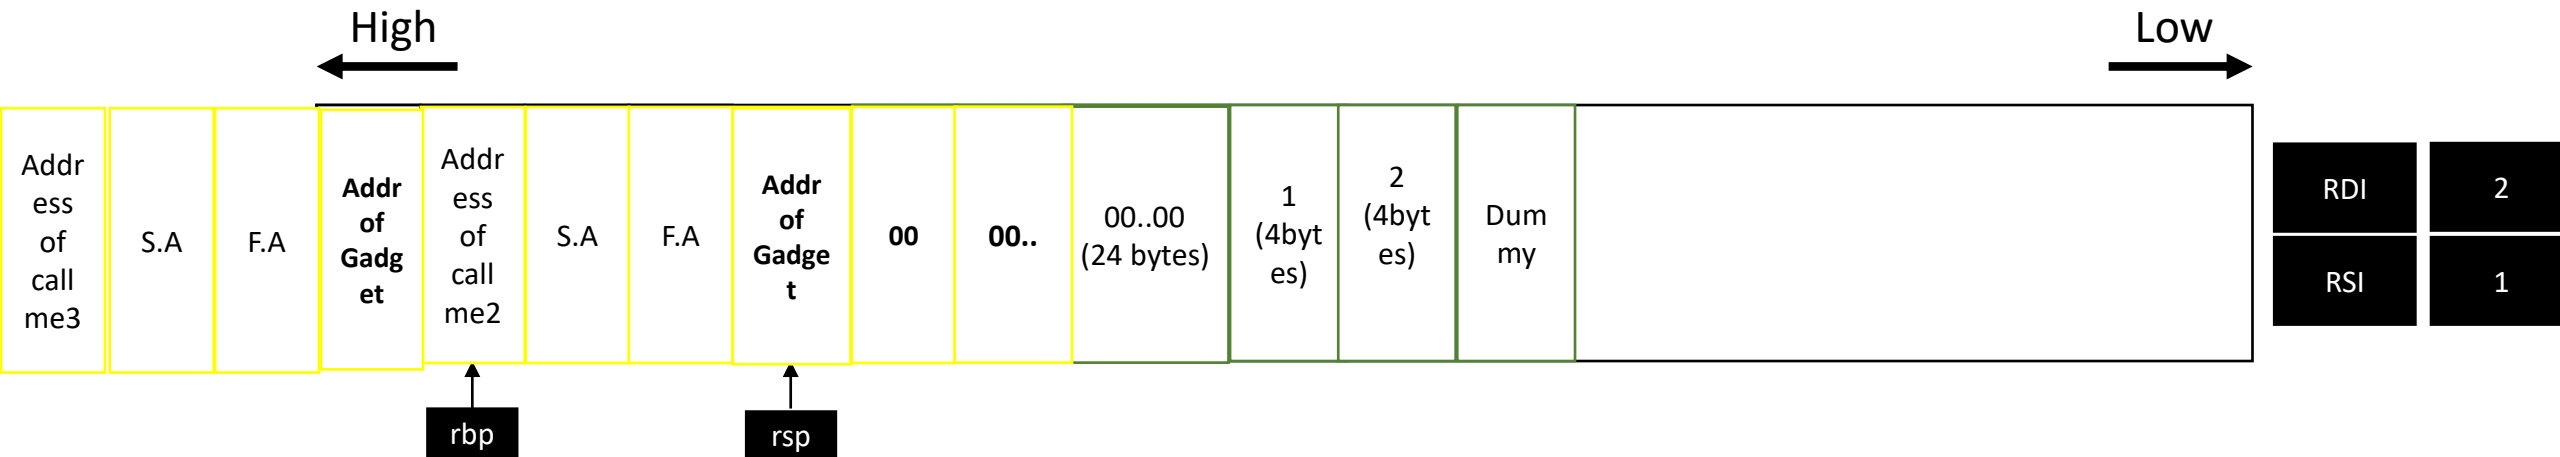 High
Low
Addr
ess
of
call
me3
S.A
F.A
Addr
of
Gadg
et
Addr
ess
of
call
me2
S.A
F.A
Addr
of
Gadge
t
00
00..
00..00
(24 bytes)
1
(4byt
es)
2
(4byt
es)
Dum
my
RDI
2
RSI
1
rbp
rsp